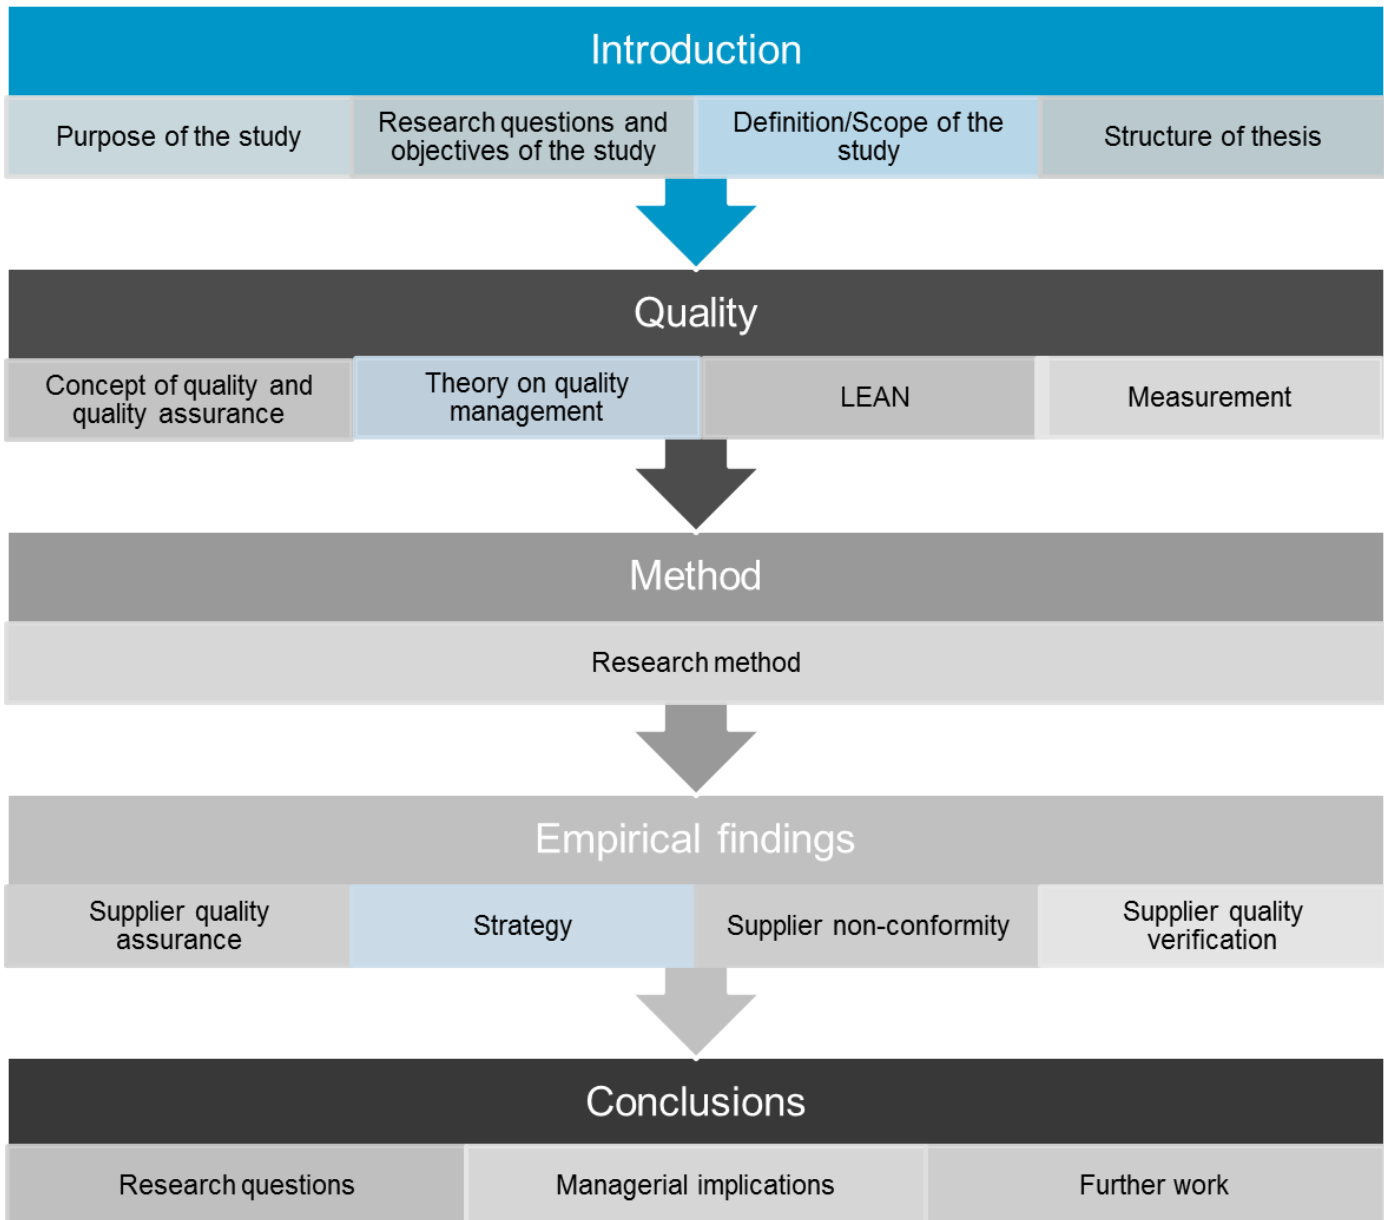 Introduction
Purpose of the study
Research questions and
objectives of the study
Definition/Scope of the
study
Structure of thesis
Quality
Concept of quality and
quality assurance
Theory on quality
management
LEAN
Measurement
Method
Research method
Empirical findings
Supplier quality
assurance
Strategy
Supplier non-conformity
Supplier quality
verification
Conclusions
Research questions
Managerial implications
Further work